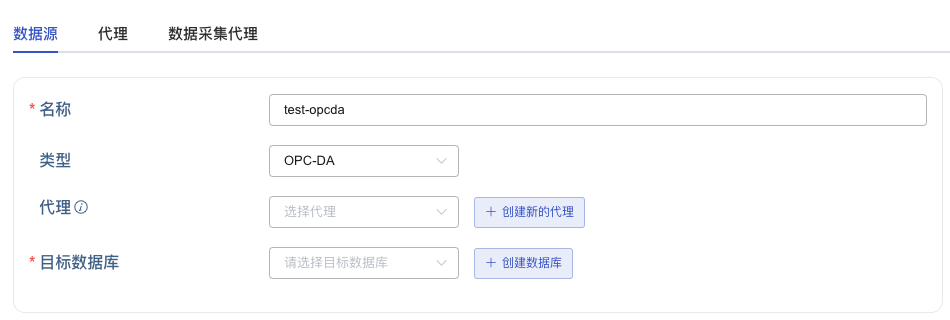 数据源 代理 数据采集代理
* 名称 test-opcda
类型 OPC-DA
代理 选择代理 + 创建新的代理
* 目标数据库 请选择目标数据库 + 创建数据库